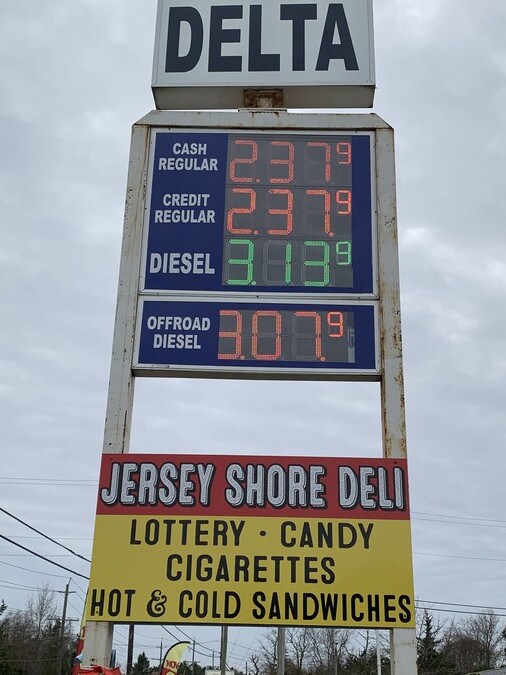 DELTA
CASH
REGULAR
2.37 9
CREDIT
REGULAR
2.37 9
DIESEL
3.13 9
OFFROAD
DIESEL
3.07 9
JERSEY SHORE DELI
LOTTERY · CANDY
CIGARETTES
HOT & COLD SANDWICHES